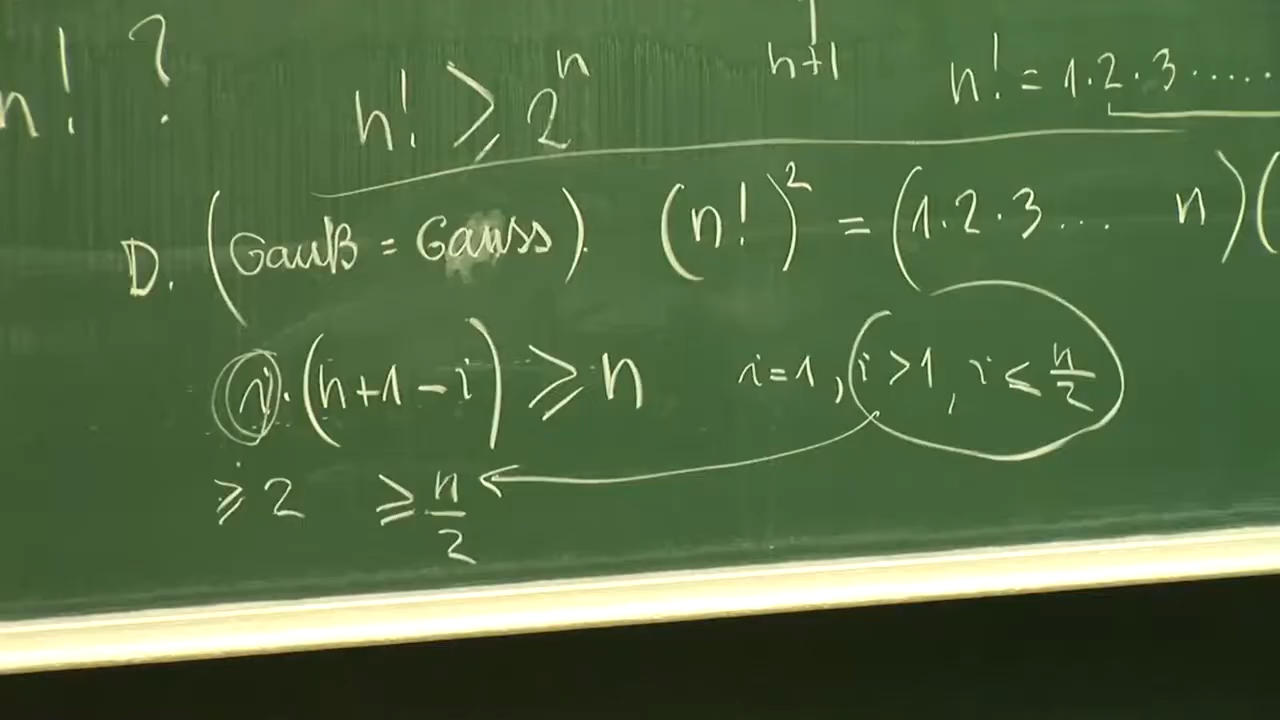 n! ?
n! ≥ 2^n
n+1
n! = 1·2·3·····
D. (Gauß = Gauss). (n!)^2 = (1·2·3... n)(
i·(n+1-i) ≥ n i=1, (i>1, i ≤ n/2)
≥2 ≥ n/2